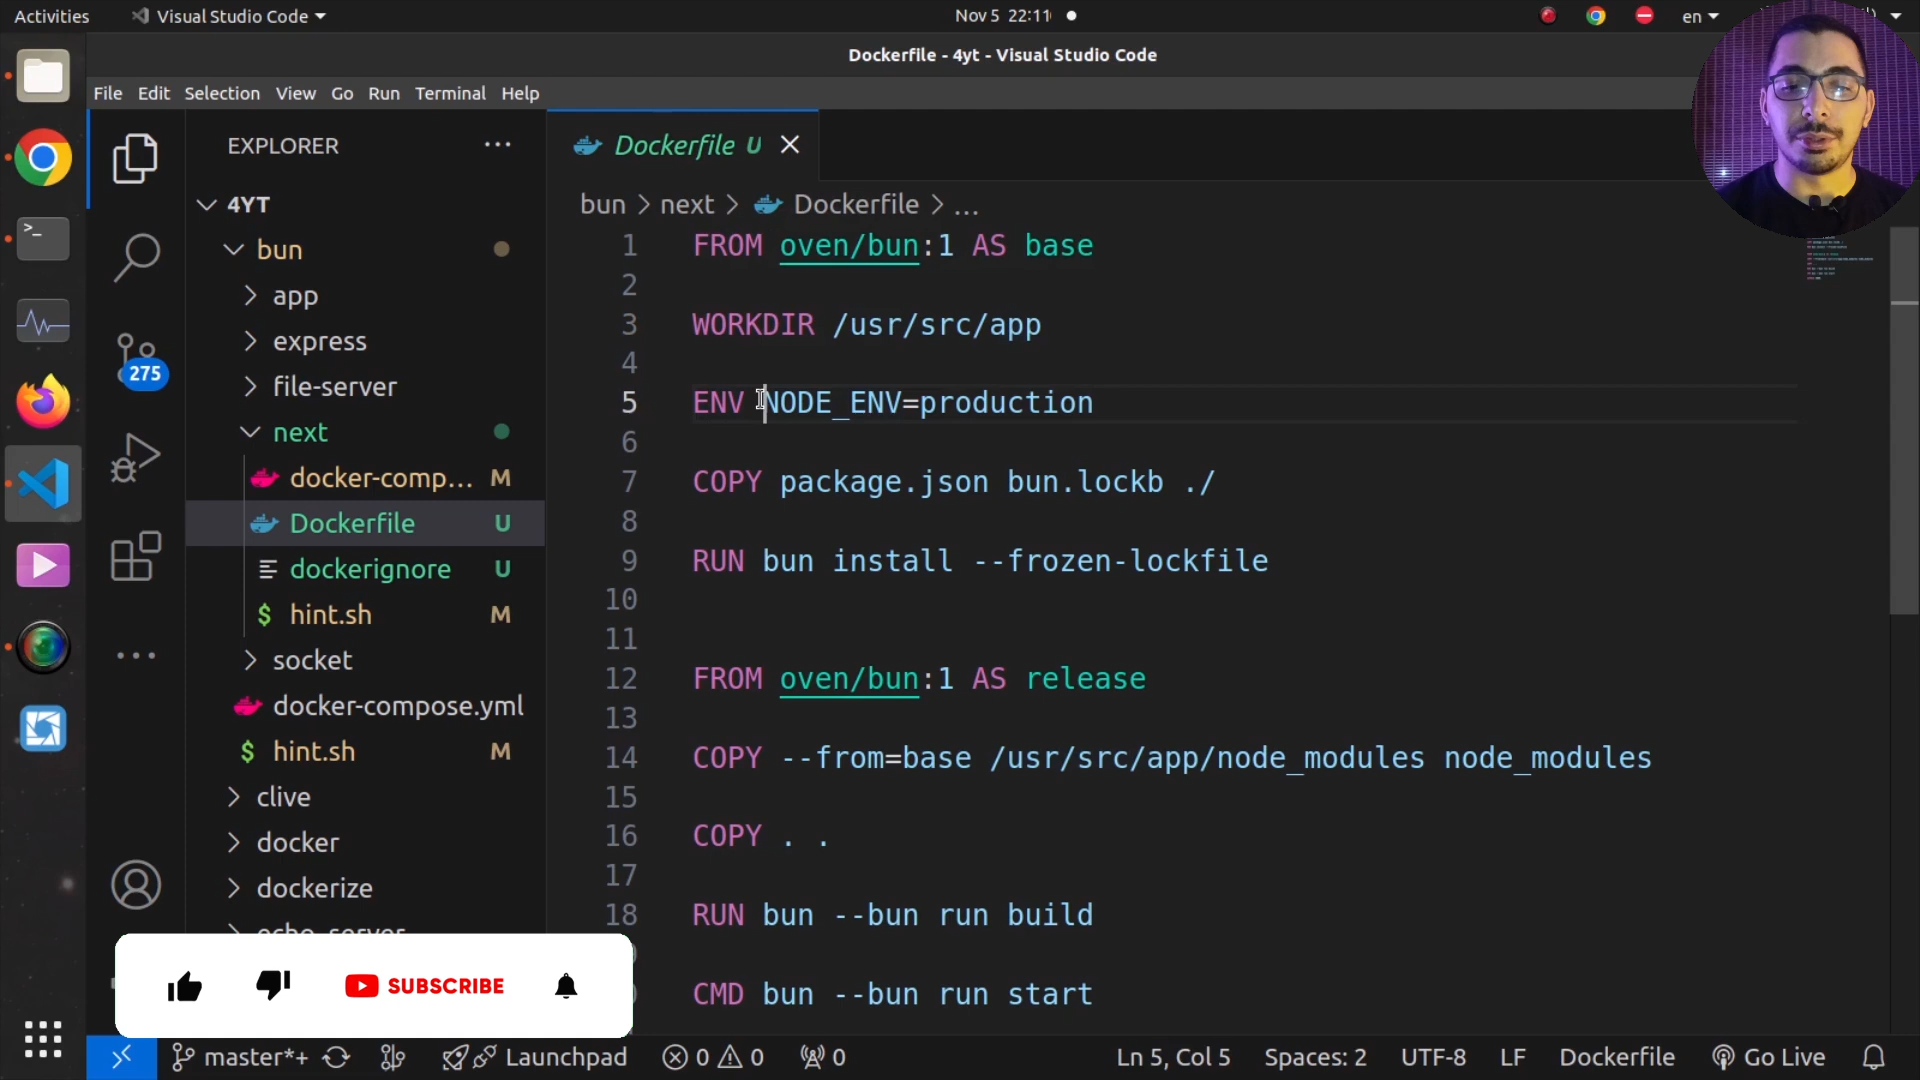 Activities
Visual Studio Code
Nov 5 22:11
en
Dockerfile - 4yt - Visual Studio Code
File Edit Selection View Go Run Terminal Help
EXPLORER
Dockerfile U
4YT
bun > next > Dockerfile > ...
bun
app
express
file-server
next
docker-comp... M
Dockerfile U
dockerignore U
hint.sh M
socket
docker-compose.yml
hint.sh M
clive
docker
dockerize
echo_server
275
1 FROM oven/bun:1 AS base
2
3 WORKDIR /usr/src/app
4
5 ENV NODE_ENV=production
6
7 COPY package.json bun.lockb ./
8
9 RUN bun install --frozen-lockfile
10
11
12 FROM oven/bun:1 AS release
13
14 COPY --from=base /usr/src/app/node_modules node_modules
15
16 COPY . .
17
18 RUN bun --bun run build
CMD bun --bun run start
SUBSCRIBE
master*+ Launchpad 0 0 0 Ln 5, Col 5 Spaces: 2 UTF-8 LF Dockerfile Go Live